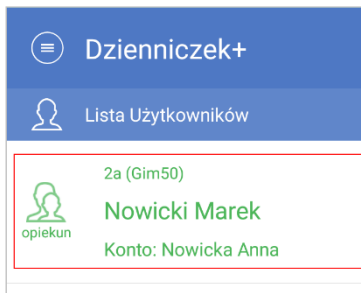 Dzienniczek+
Lista Użytkowników
2a (Gim50)
Nowicki Marek
opiekun
Konto: Nowicka Anna